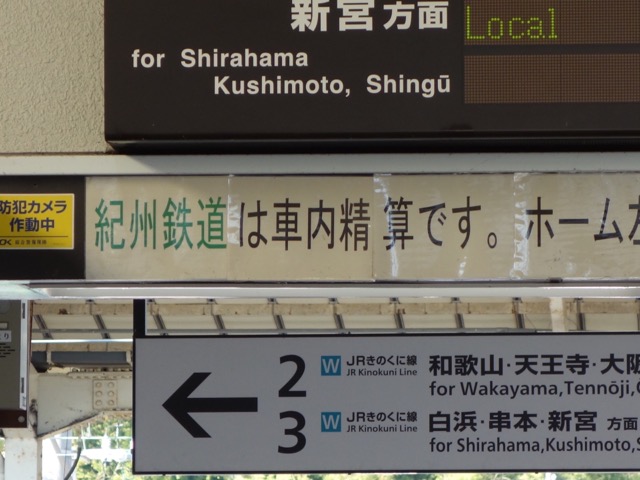 新宮方面
Local
for Shirahama
Kushimoto, Shingū
防犯カメラ
作動中
紀州鉄道は車内精算です。ホーム
2 W JRきのくに線 和歌山・天王寺・大阪
JR Kinokuni Line for Wakayama,Tennōji,
3 W JRきのくに線 白浜・串本・新宮 方面
JR Kinokuni Line for Shirahama,Kushimoto,